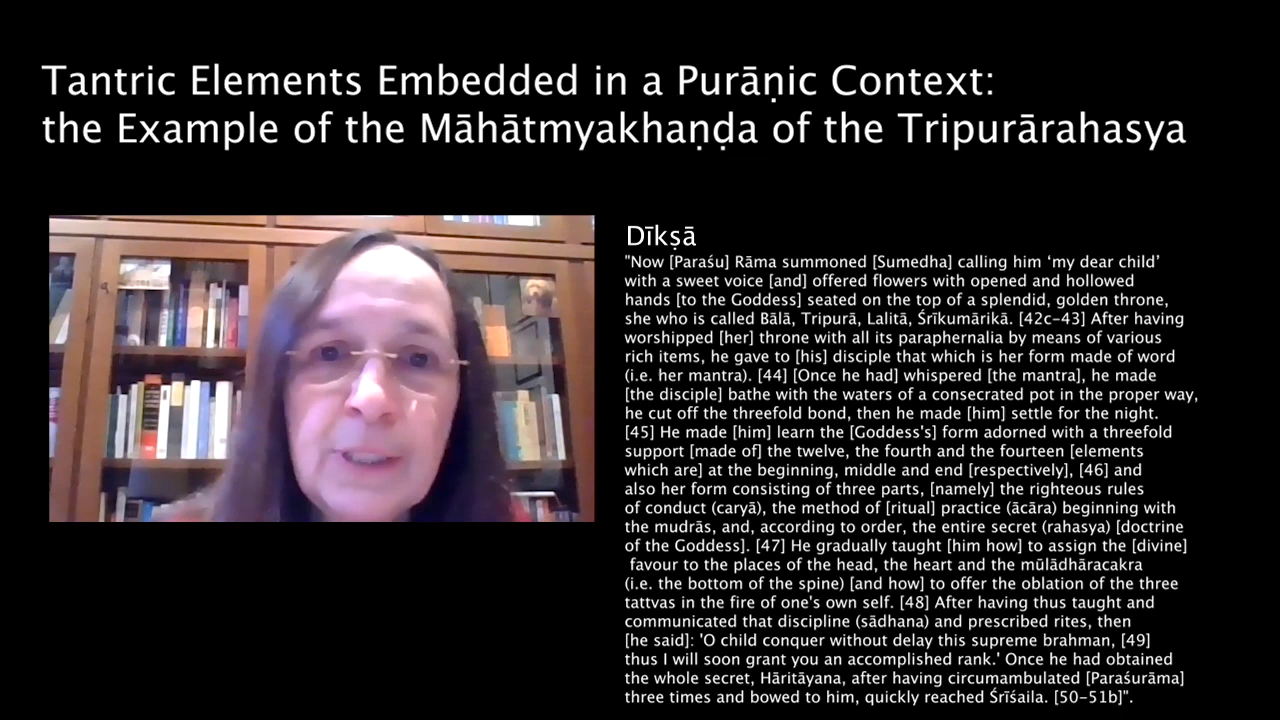 Tantric Elements Embedded in a Purāṇic Context:
the Example of the Māhātmyakhaṇḍa of the Tripurārahasya
Dīkṣā
"Now [Paraśu] Rāma summoned [Sumedha] calling him ‘my dear child’
with a sweet voice [and] offered flowers with opened and hollowed
hands [to the Goddess] seated on the top of a splendid, golden throne,
she who is called Bālā, Tripurā, Lalitā, Śrīkumārikā. [42c-43] After having
worshipped [her] throne with all its paraphernalia by means of various
rich items, he gave to [his] disciple that which is her form made of word
(i.e. her mantra). [44] [Once he had] whispered [the mantra], he made
[the disciple] bathe with the waters of a consecrated pot in the proper way,
he cut off the threefold bond, then he made [him] settle for the night.
[45] He made [him] learn the [Goddess's] form adorned with a threefold
support [made of] the twelve, the fourth and the fourteen [elements
which are] at the beginning, middle and end [respectively], [46] and
also her form consisting of three parts, [namely] the righteous rules
of conduct (caryā), the method of [ritual] practice (ācāra) beginning with
the mudrās, and, according to order, the entire secret (rahasya) [doctrine
of the Goddess]. [47] He gradually taught [him how] to assign the [divine]
favour to the places of the head, the heart and the mūlādhāracakra
(i.e. the bottom of the spine) [and how] to offer the oblation of the three
tattvas in the fire of one's own self. [48] After having thus taught and
communicated that discipline (sādhana) and prescribed rites, then
[he said]: 'O child conquer without delay this supreme brahman, [49]
thus I will soon grant you an accomplished rank.' Once he had obtained
the whole secret, Hāritāyana, after having circumambulated [Paraśurāma]
three times and bowed to him, quickly reached Śrīśaila. [50-51b]".